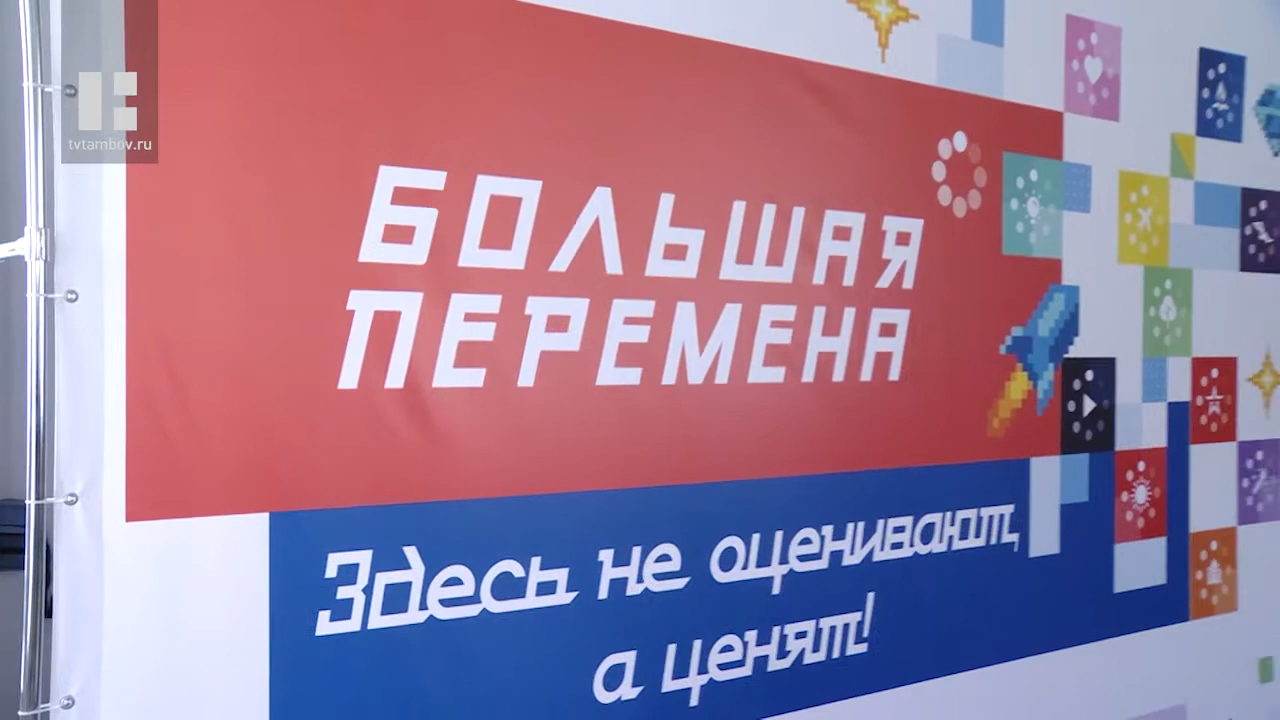 tvtambov.ru
БОЛЬШАЯ
ПЕРЕМЕНА
Здесь не оценивают,
а ценят!